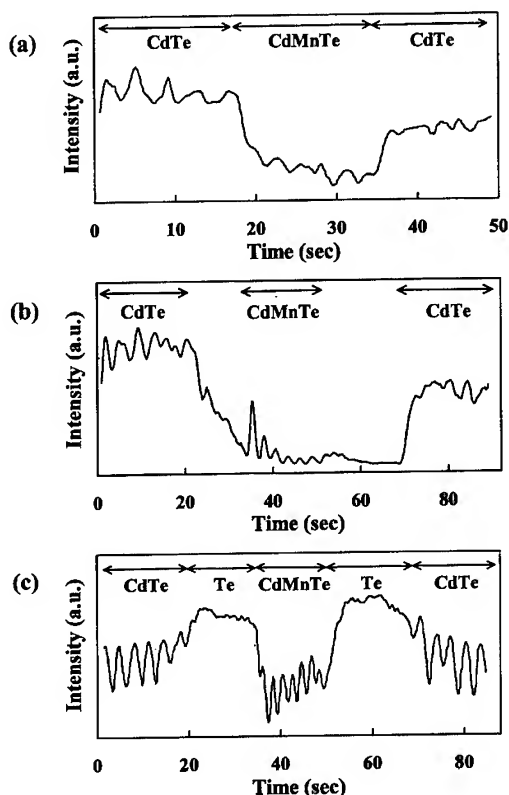 (a)
CdTe CdMnTe CdTe
Intensity (a.u.)
0 10 20 30 40 50
Time (sec)
(b)
CdTe CdMnTe CdTe
Intensity (a.u.)
0 20 40 60 80
Time (sec)
(c)
CdTe Te CdMnTe Te CdTe
Intensity (a.u.)
0 20 40 60 80
Time (sec)